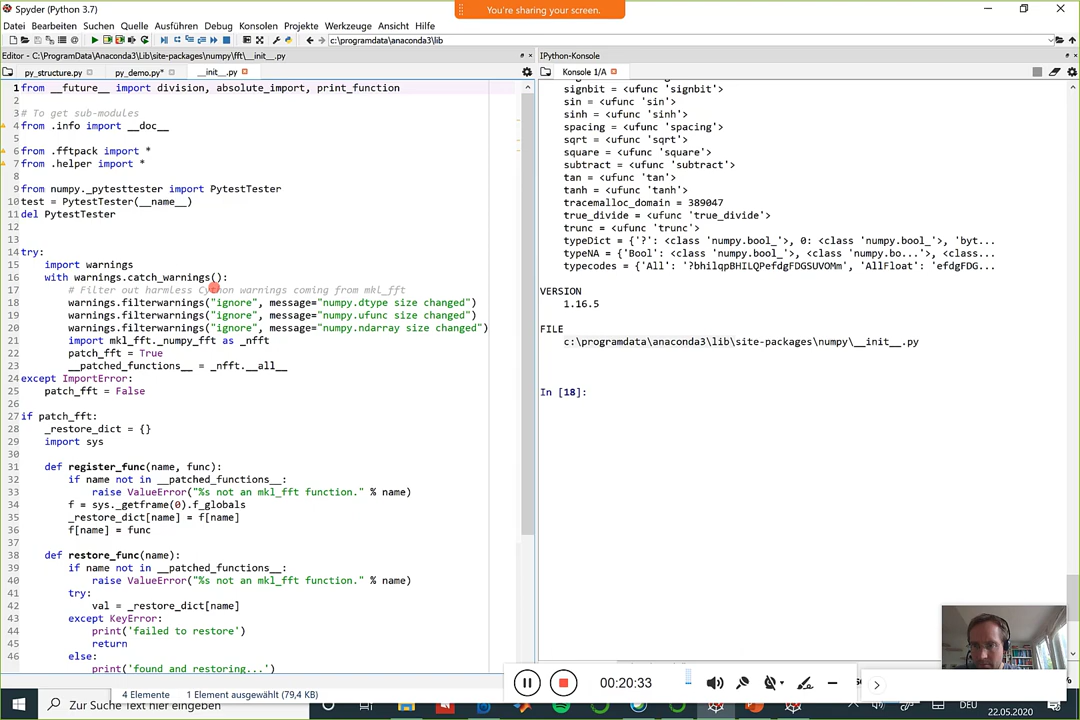 Spyder (Python 3.7)
You're sharing your screen.
Datei Bearbeiten Suchen Quelle Ausführen Debug Konsolen Projekte Werkzeuge Ansicht Hilfe
c:\programdata\anaconda3\lib
Editor - C:\ProgramData\Anaconda3\Lib\site-packages\numpy\fft\__init__.py
IPython-Konsole
py_structure.py py_demo.py* __init__.py
Konsole 1/A
1 from __future__ import division, absolute_import, print_function
2
3 # To get sub-modules
4 from .info import __doc__
5
6 from .fftpack import *
7 from .helper import *
8
9 from numpy._pytesttester import PytestTester
10 test = PytestTester(__name__)
11 del PytestTester
12
13
14 try:
15 import warnings
16 with warnings.catch_warnings():
17 # Filter out harmless Cython warnings coming from mkl_fft
18 warnings.filterwarnings("ignore", message="numpy.dtype size changed")
19 warnings.filterwarnings("ignore", message="numpy.ufunc size changed")
20 warnings.filterwarnings("ignore", message="numpy.ndarray size changed")
21 import mkl_fft._numpy_fft as _nfft
22 patch_fft = True
23 __patched_functions__ = _nfft.__all__
24 except ImportError:
25 patch_fft = False
26
27 if patch_fft:
28 _restore_dict = {}
29 import sys
30
31 def register_func(name, func):
32 if name not in __patched_functions__:
33 raise ValueError("%s not an mkl_fft function." % name)
34 f = sys._getframe(0).f_globals
35 _restore_dict[name] = f[name]
36 f[name] = func
37
38 def restore_func(name):
39 if name not in __patched_functions__:
40 raise ValueError("%s not an mkl_fft function." % name)
41 try:
42 val = _restore_dict[name]
43 except KeyError:
44 print('failed to restore')
45 return
46 else:
print('found and restoring...')
signbit = <ufunc 'signbit'>
sin = <ufunc 'sin'>
sinh = <ufunc 'sinh'>
spacing = <ufunc 'spacing'>
sqrt = <ufunc 'sqrt'>
square = <ufunc 'square'>
subtract = <ufunc 'subtract'>
tan = <ufunc 'tan'>
tanh = <ufunc 'tanh'>
tracemalloc_domain = 389047
true_divide = <ufunc 'true_divide'>
trunc = <ufunc 'trunc'>
typeDict = {'?': <class 'numpy.bool_'>, 0: <class 'numpy.bool_'>, 'byt...
typeNA = {'Bool': <class 'numpy.bool_'>, <class 'numpy.bo...'>, <class...
typecodes = {'All': '?bhilqpBHILQPefdgFDGSUVOMm', 'AllFloat': 'efdgFDG...
VERSION
1.16.5
FILE
c:\programdata\anaconda3\lib\site-packages\numpy\__init__.py
In [18]:
00:20:33
4 Elemente 1 Element ausgewählt (79,4 KB)
Zur Suche Text hier eingeben
DEU
22.05.2020